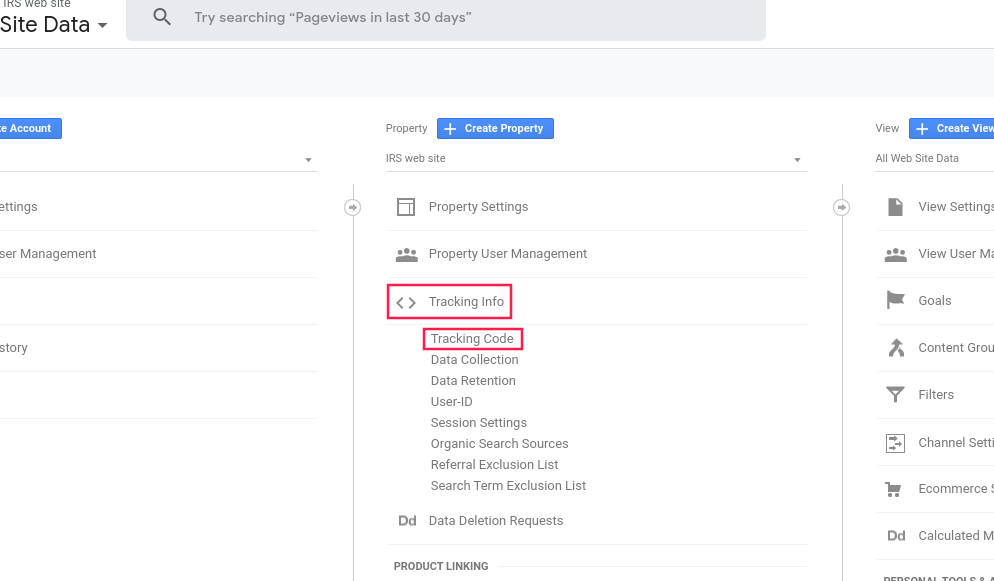 IRS web site
Site Data
Try searching “Pageviews in last 30 days”
te Account
ettings
ser Management
story
Property
Create Property
IRS web site
Property Settings
Property User Management
Tracking Info
Tracking Code
Data Collection
Data Retention
User-ID
Session Settings
Organic Search Sources
Referral Exclusion List
Search Term Exclusion List
Dd Data Deletion Requests
PRODUCT LINKING
View
Create View
All Web Site Data
View Settings
View User Ma
Goals
Content Grou
Filters
Channel Setti
Ecommerce S
Dd Calculated M
PERSONAL TOOLS & A